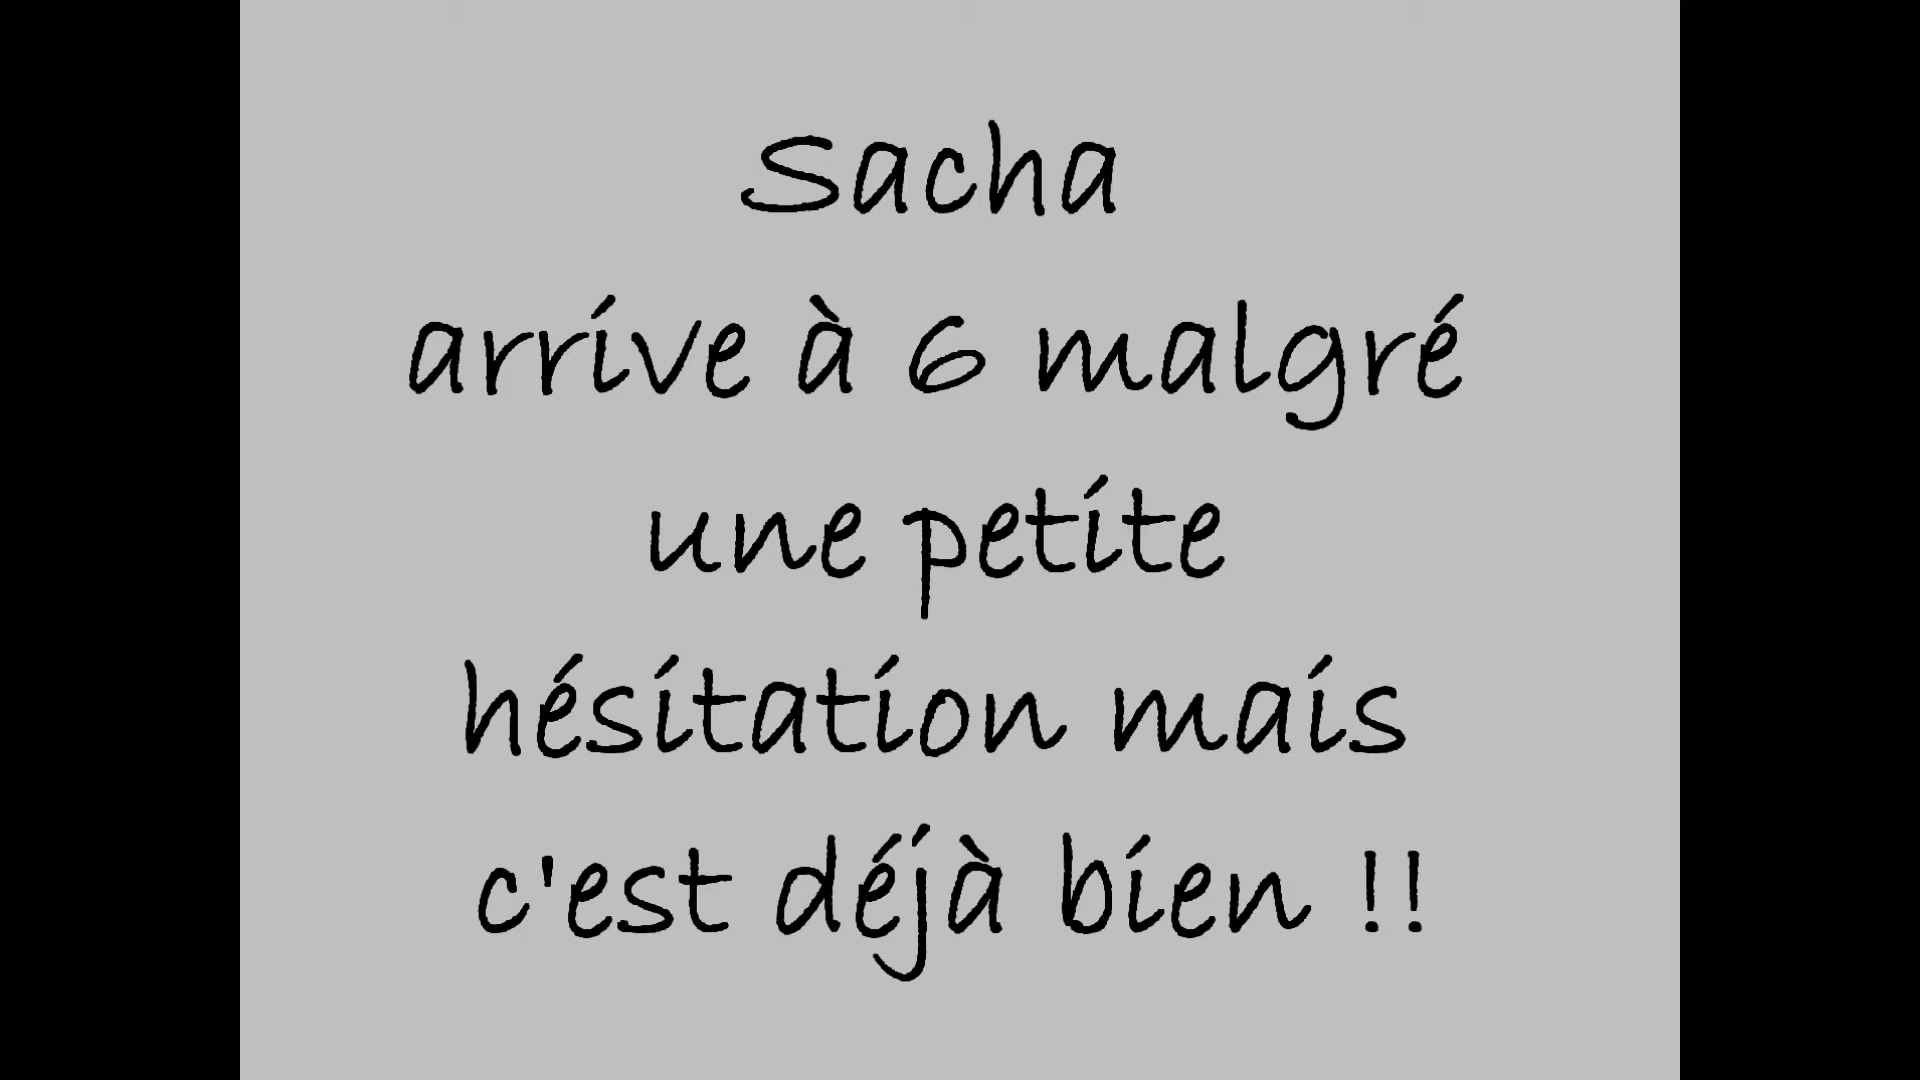 Sacha
arrive à 6 malgré
une petite
hésitation mais
c'est déjà bien !!